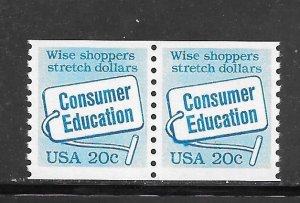 Wise shoppers
stretch dollars
Consumer
Education
USA 20c
Wise shoppers
stretch dollars
Consumer
Education
USA 20c